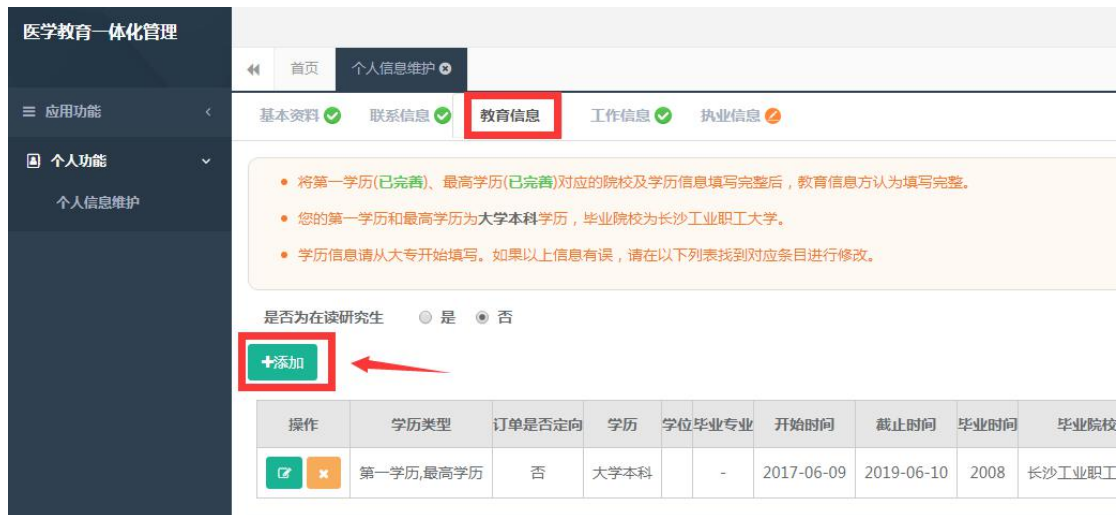 医学教育一体化管理
首页 个人信息维护
应用功能
个人功能
个人信息维护
基本资料 联系信息 教育信息 工作信息 执业信息
将第一学历(已完善)、最高学历(已完善)对应的院校及学历信息填写完整后，教育信息方认为填写完整。
您的第一学历和最高学历为大学本科学历，毕业院校为长沙工业职工大学。
学历信息请从大专开始填写。如果以上信息有误，请在以下列表找到对应条目进行修改。
是否为在读研究生 是 否
+添加
操作 学历类型 订单是否定向 学历 学位 毕业专业 开始时间 截止时间 毕业时间 毕业院校
第一学历,最高学历 否 大学本科 - 2017-06-09 2019-06-10 2008 长沙工业职工